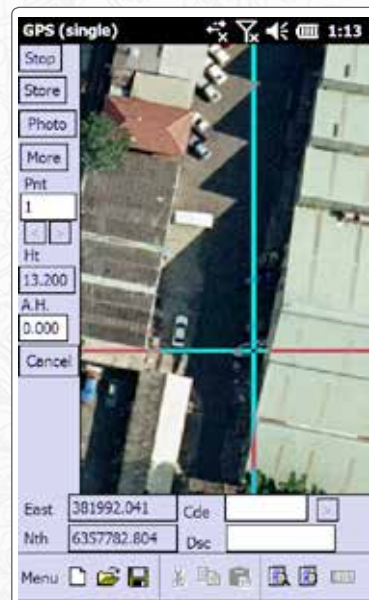 GPS (single) 1:13
Stop
Store
Photo
More
Pnt
1
< >
Ht
13.200
A.H.
0.000
Cancel
East 381992.041 Cde >
Nth 6357782.804 Dsc
Menu